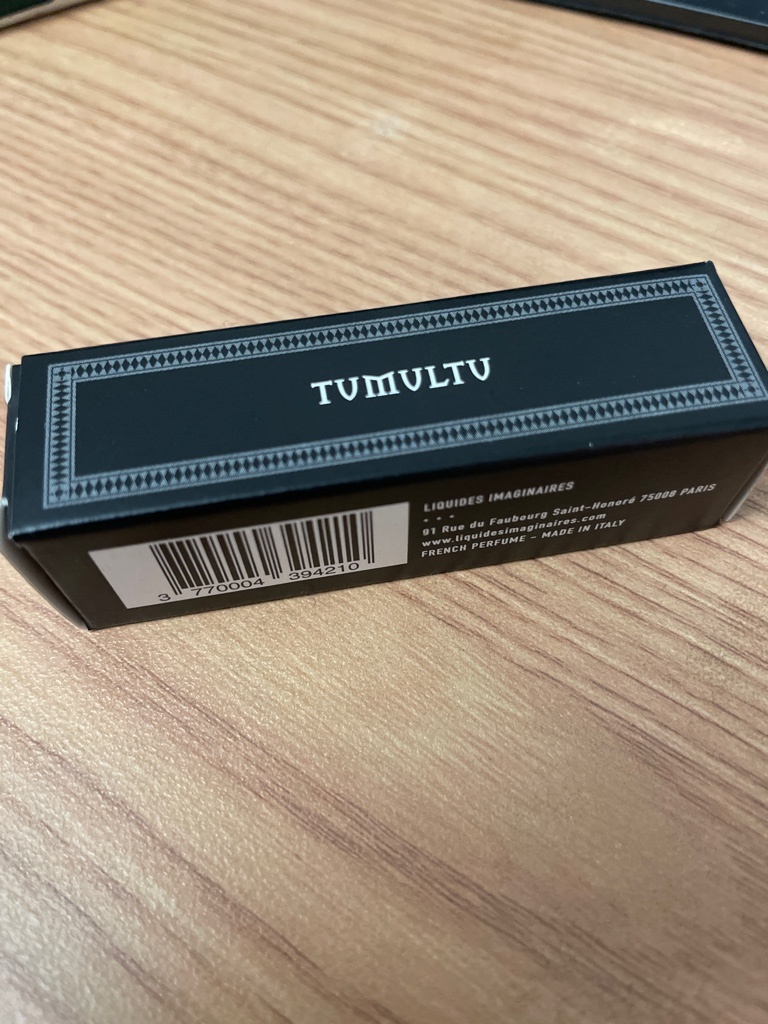 TUMULTU
LIQUIDES IMAGINAIRES
• • •
91 Rue du Faubourg Saint-Honoré 75008 PARIS
www.liquidesimaginaires.com
FRENCH PERFUME – MADE IN ITALY
3 770004 394210